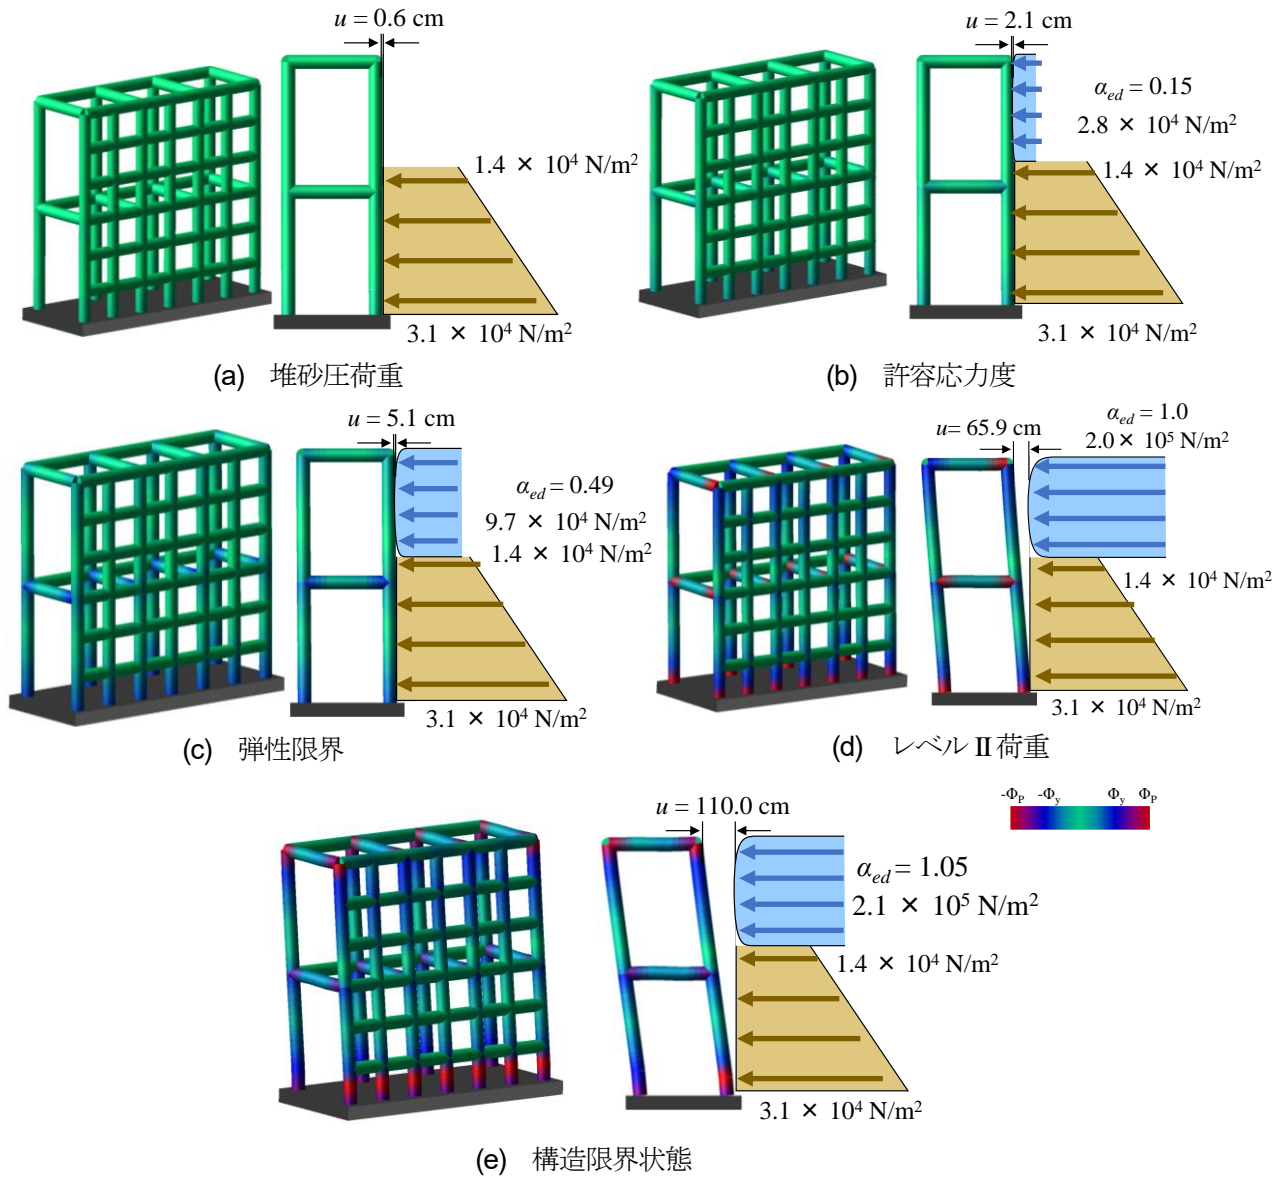 u = 0.6 cm
1.4 × 10⁴ N/m²
3.1 × 10⁴ N/m²
(a) 堆砂圧荷重
u = 2.1 cm
α_ed = 0.15
2.8 × 10⁴ N/m²
1.4 × 10⁴ N/m²
3.1 × 10⁴ N/m²
(b) 許容応力度
u = 5.1 cm
α_ed = 0.49
9.7 × 10⁴ N/m²
1.4 × 10⁴ N/m²
3.1 × 10⁴ N/m²
(c) 弾性限界
u= 65.9 cm
α_ed = 1.0
2.0 × 10⁵ N/m²
1.4 × 10⁴ N/m²
3.1 × 10⁴ N/m²
(d) レベルⅡ荷重
-Φ_P -Φ_y Φ_y Φ_P
u = 110.0 cm
α_ed = 1.05
2.1 × 10⁵ N/m²
1.4 × 10⁴ N/m²
3.1 × 10⁴ N/m²
(e) 構造限界状態